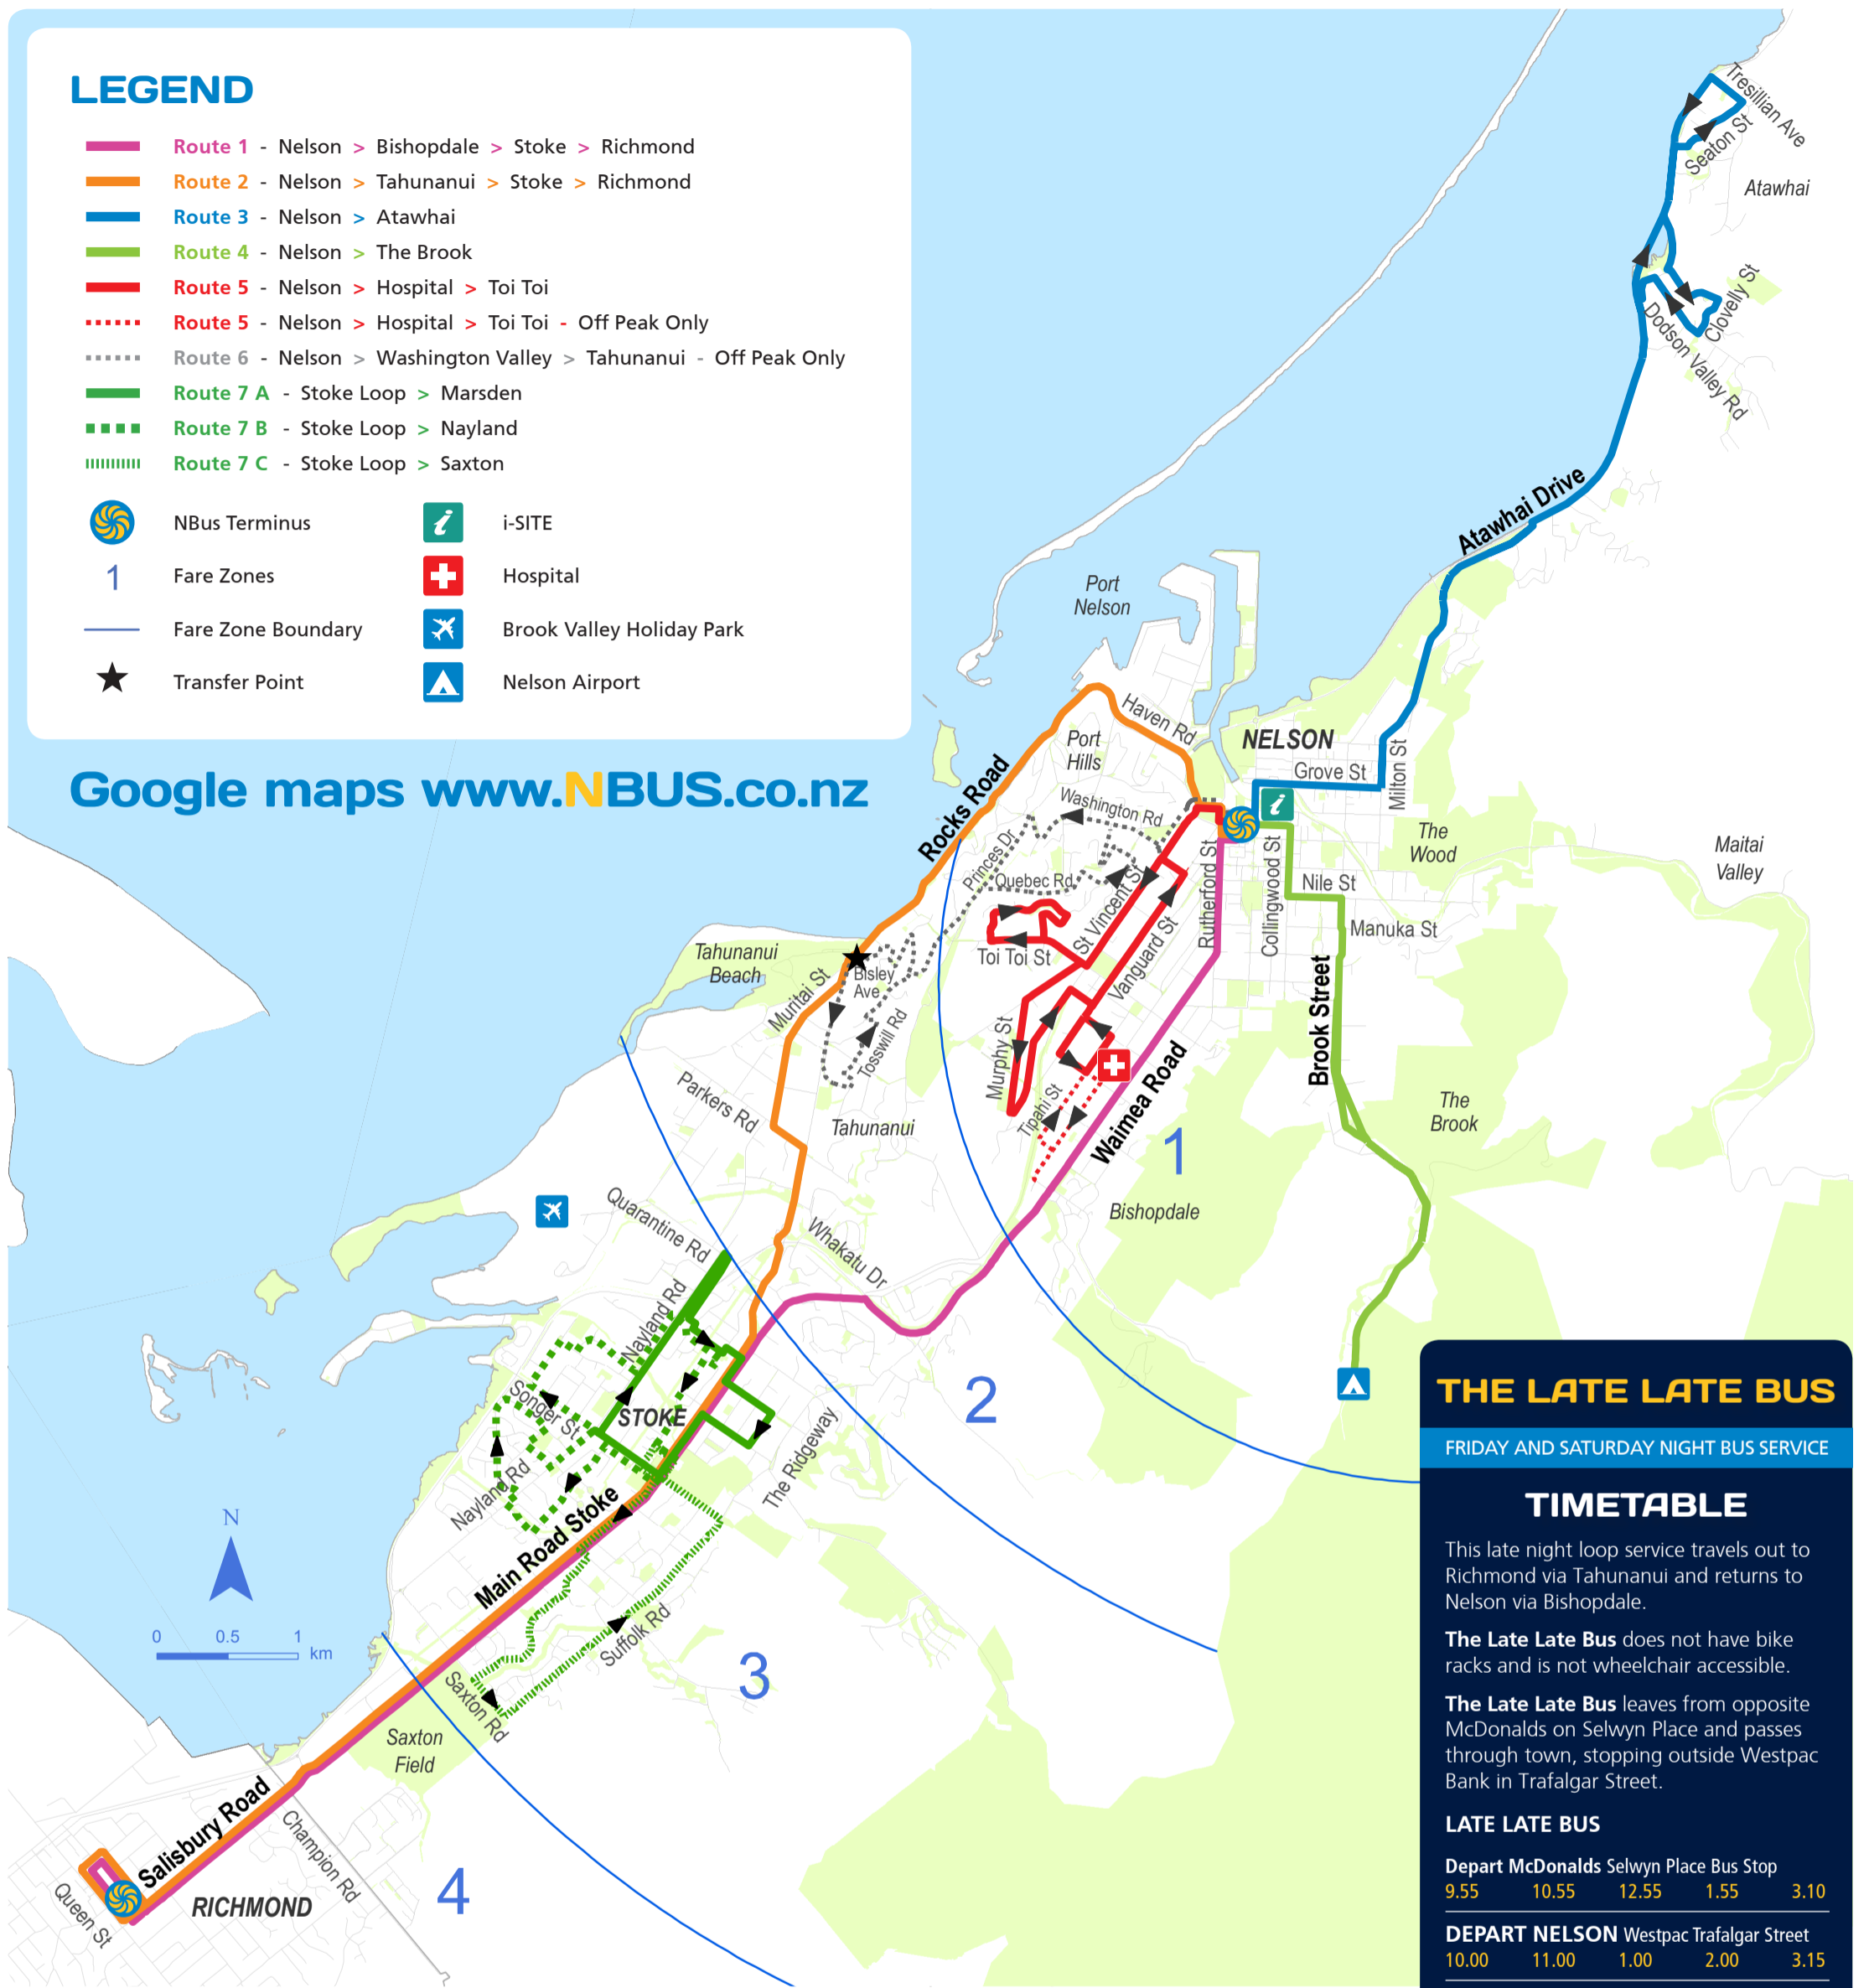 LEGEND
Route 1 - Nelson > Bishopdale > Stoke > Richmond
Route 2 - Nelson > Tahunanui > Stoke > Richmond
Route 3 - Nelson > Atawhai
Route 4 - Nelson > The Brook
Route 5 - Nelson > Hospital > Toi Toi
Route 5 - Nelson > Hospital > Toi Toi - Off Peak Only
Route 6 - Nelson > Washington Valley > Tahunanui - Off Peak Only
Route 7 A - Stoke Loop > Marsden
Route 7 B - Stoke Loop > Nayland
Route 7 C - Stoke Loop > Saxton
NBus Terminus
i-SITE
1 Fare Zones
Hospital
Fare Zone Boundary
Brook Valley Holiday Park
Transfer Point
Nelson Airport
Google maps www.NBUS.co.nz
Tresillian Ave
Seaton St
Atawhai
Clovelly St
Dodson Valley Rd
Atawhai Drive
Port
Nelson
Haven Rd
NELSON
Port
Hills
Grove St
Milton St
Rocks Road
Washington Rd
i
The
Wood
Maitai
Valley
Princes Dr
Quebec Rd
St Vincent St
Rutherford St
Collingwood St
Nile St
Manuka St
Toi Toi St
Vanguard St
Tahunanui
Beach
Bisley
Ave
Muritai St
Tosswill Rd
Murphy St
Brook Street
Parkers Rd
Tahunanui
Tipahi St
Waimea Road
1
The
Brook
Bishopdale
Quarantine Rd
Whakatu Dr
Nayland Rd
2
Songer St
STOKE
The Ridgeway
Nayland Rd
Main Road Stoke
N
0 0.5 1
km
Suffolk Rd
3
Saxton Rd
Saxton
Field
Salisbury Road
Champion Rd
4
Queen St
RICHMOND
THE LATE LATE BUS
FRIDAY AND SATURDAY NIGHT BUS SERVICE
TIMETABLE
This late night loop service travels out to
Richmond via Tahunanui and returns to
Nelson via Bishopdale.
The Late Late Bus does not have bike
racks and is not wheelchair accessible.
The Late Late Bus leaves from opposite
McDonalds on Selwyn Place and passes
through town, stopping outside Westpac
Bank in Trafalgar Street.
LATE LATE BUS
Depart McDonalds Selwyn Place Bus Stop
9.55 10.55 12.55 1.55 3.10
DEPART NELSON Westpac Trafalgar Street
10.00 11.00 1.00 2.00 3.15